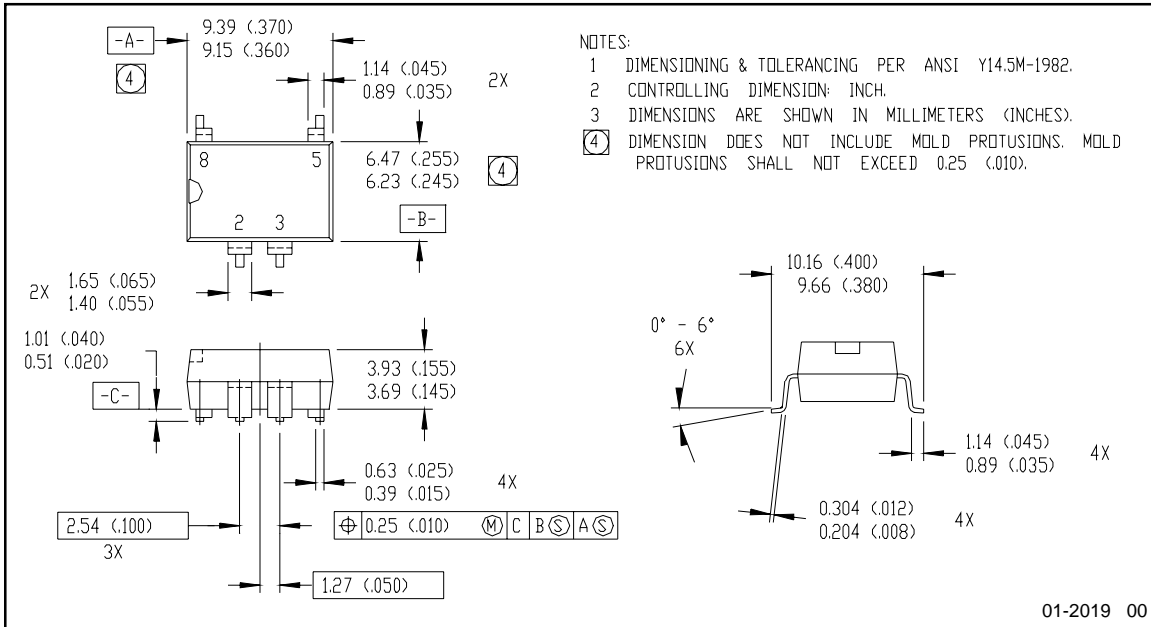 -A-
4
9.39 (.370)
9.15 (.360)
1.14 (.045)
0.89 (.035)
2X
8
5
6.47 (.255)
6.23 (.245)
4
2
3
-B-
2X
1.65 (.065)
1.40 (.055)
NOTES:
1 DIMENSIONING & TOLERANCING PER ANSI Y14.5M-1982.
2 CONTROLLING DIMENSION: INCH.
3 DIMENSIONS ARE SHOWN IN MILLIMETERS (INCHES).
4 DIMENSION DOES NOT INCLUDE MOLD PROTUSIONS. MOLD
PROTUSIONS SHALL NOT EXCEED 0.25 (.010).
1.01 (.040)
0.51 (.020)
-C-
3.93 (.155)
3.69 (.145)
0.63 (.025)
0.39 (.015)
4X
2.54 (.100)
3X
⌖ 0.25 (.010) Ⓜ C B Ⓢ A Ⓢ
1.27 (.050)
10.16 (.400)
9.66 (.380)
0° - 6°
6X
1.14 (.045)
0.89 (.035)
4X
0.304 (.012)
0.204 (.008)
4X
01-2019 00